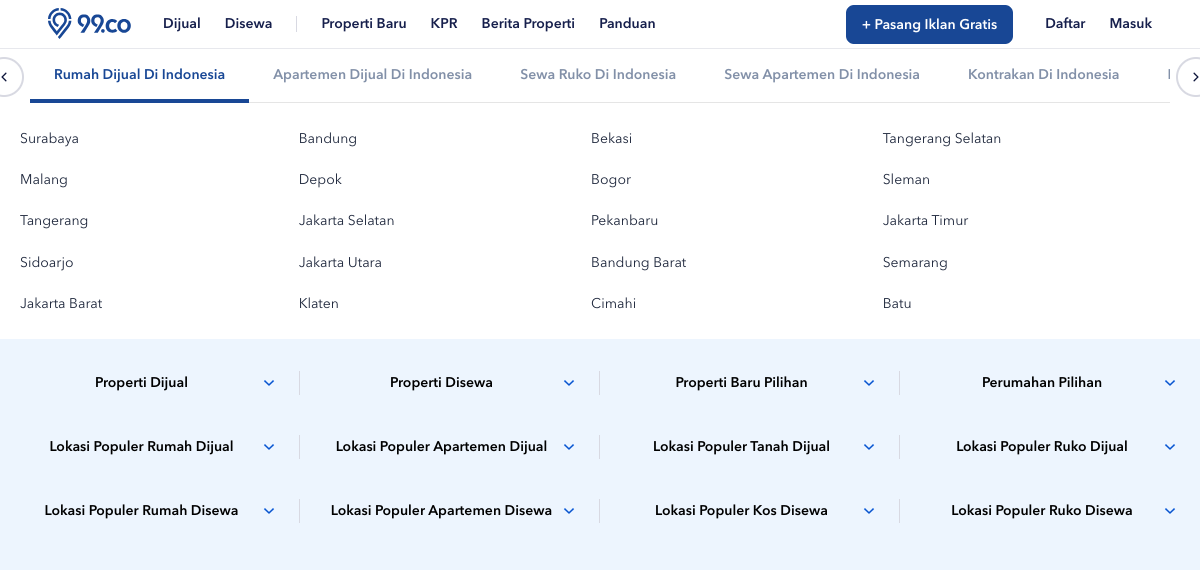 99.co Dijual Disewa Properti Baru KPR Berita Properti Panduan + Pasang Iklan Gratis Daftar Masuk
Rumah Dijual Di Indonesia Apartemen Dijual Di Indonesia Sewa Ruko Di Indonesia Sewa Apartemen Di Indonesia Kontrakan Di Indonesia
Surabaya Bandung Bekasi Tangerang Selatan
Malang Depok Bogor Sleman
Tangerang Jakarta Selatan Pekanbaru Jakarta Timur
Sidoarjo Jakarta Utara Bandung Barat Semarang
Jakarta Barat Klaten Cimahi Batu
Properti Dijual Properti Disewa Properti Baru Pilihan Perumahan Pilihan
Lokasi Populer Rumah Dijual Lokasi Populer Apartemen Dijual Lokasi Populer Tanah Dijual Lokasi Populer Ruko Dijual
Lokasi Populer Rumah Disewa Lokasi Populer Apartemen Disewa Lokasi Populer Kos Disewa Lokasi Populer Ruko Disewa